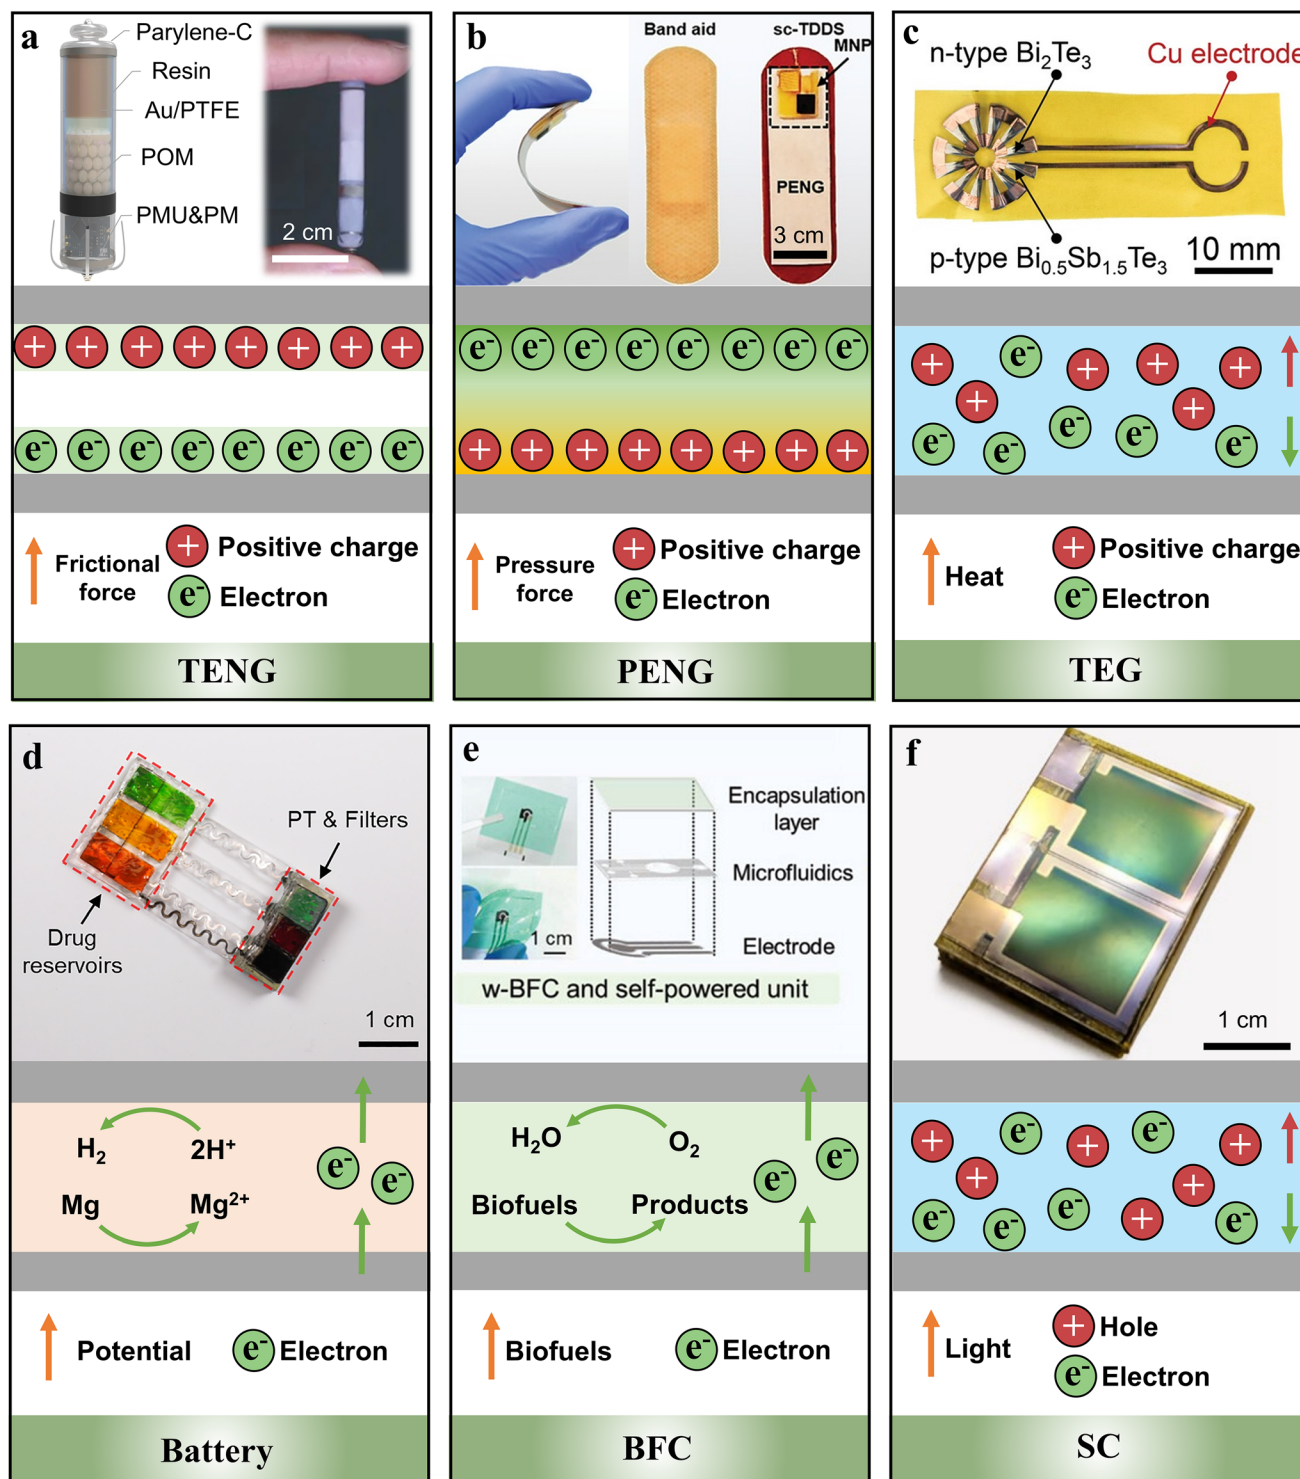 a
Parylene-C
Resin
Au/PTFE
POM
PMU&PM
2 cm
+ + + + + + + +
e⁻ e⁻ e⁻ e⁻ e⁻ e⁻ e⁻ e⁻
Frictional
force
+ Positive charge
e⁻ Electron
TENG
b
Band aid
sc-TDDS
MNP
PENG
3 cm
e⁻ e⁻ e⁻ e⁻ e⁻ e⁻ e⁻ e⁻
+ + + + + + + +
Pressure
force
+ Positive charge
e⁻ Electron
PENG
c
n-type Bi₂Te₃
Cu electrode
p-type Bi₀.₅Sb₁.₅Te₃
10 mm
+ e⁻ + + +
+ +
e⁻ e⁻ e⁻ e⁻ e⁻
Heat
+ Positive charge
e⁻ Electron
TEG
d
PT & Filters
Drug
reservoirs
1 cm
H₂ 2H⁺
Mg Mg²⁺
e⁻ e⁻
Potential
e⁻ Electron
Battery
e
Encapsulation
layer
Microfluidics
Electrode
1 cm
w-BFC and self-powered unit
H₂O O₂
Biofuels Products
e⁻ e⁻
Biofuels
e⁻ Electron
BFC
f
1 cm
+ e⁻ + e⁻ +
+ +
e⁻ e⁻ e⁻ + e⁻
Light
+ Hole
e⁻ Electron
SC